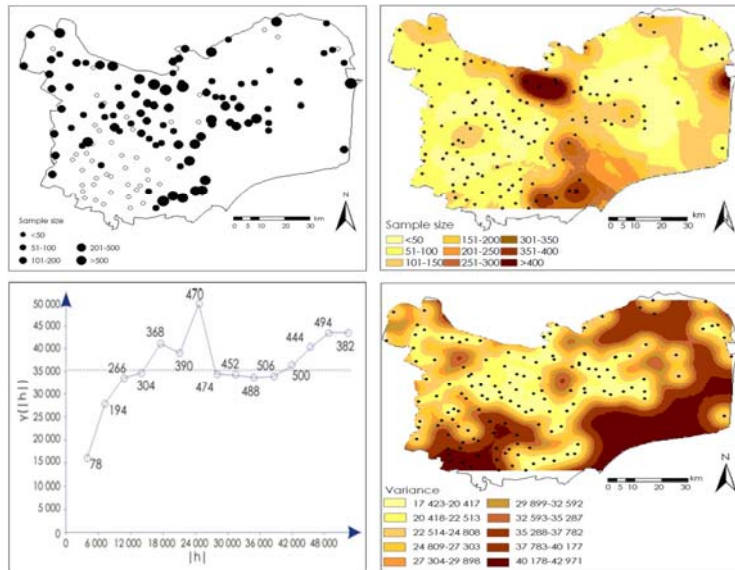 N
0 5 10 20 30
km
Sample size
<50
51-100 201-500
101-200 >500
N
0 5 10 20 30
km
Sample size
<50 151-200 301-350
51-100 201-250 351-400
101-150 251-300 >400
50 000
45 000
40 000
35 000
30 000
25 000
20 000
15 000
10 000
5 000
0
γ(|h|)
78
194
266
304
368
390
470
474
452
488
506
500
444
494
382
0 6 000 12 000 18 000 24 000 30 000 36 000 42 000 48 000
|h|
N
0 5 10 20 30
km
Variance
17 423-20 417 29 899-32 592
20 418-22 513 32 593-35 287
22 514-24 808 35 288-37 782
24 809-27 303 37 783-40 177
27 304-29 898 40 178-42 971